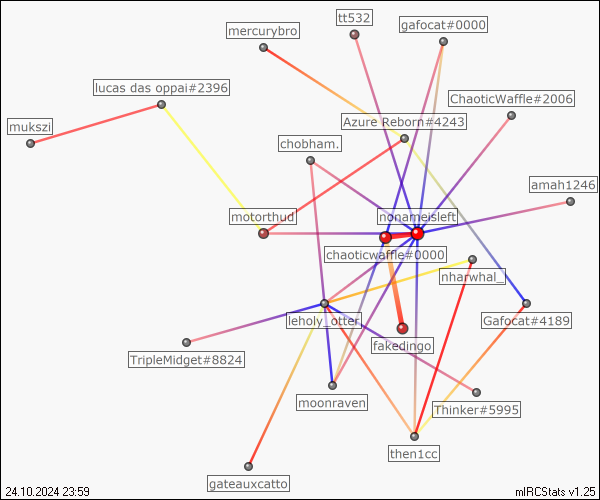 tt532
mercurybro
gafocat#0000
lucas das oppai#2396
ChaoticWaffle#2006
mukszi
Azure Reborn#4243
chobham.
amah1246
motorthud
nonameisleft
chaoticwaffle#0000
nharwhal_
leholy_otter
Gafocat#4189
fakedingo
TripleMidget#8824
moonraven
Thinker#5995
then1cc
gateauxcatto
24.10.2024 23:59
mIRCStats v1.25